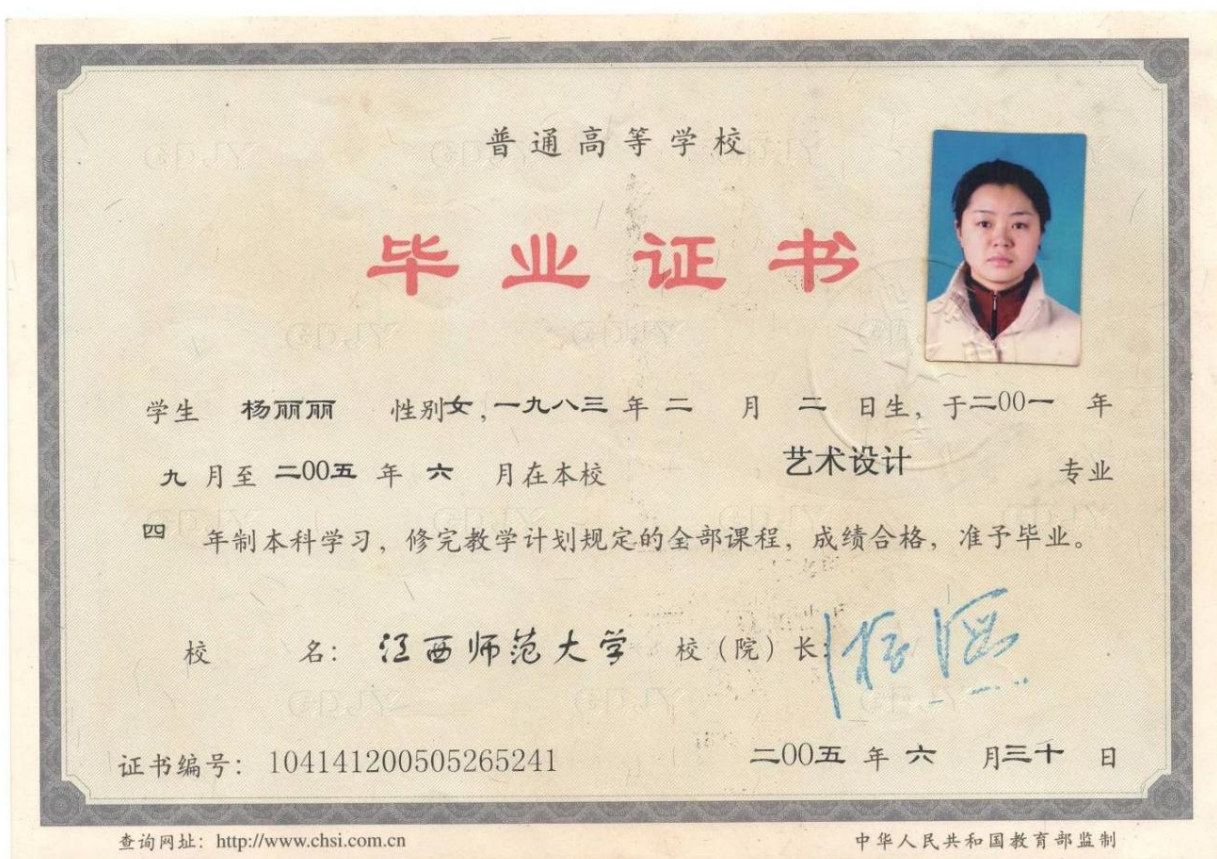 普通高等学校
毕业证书
学生 杨丽丽 性别女,一九八三年二月二日生, 于二00一年
九月至二00五年六月在本校 艺术设计 专业
四年制本科学习, 修完教学计划规定的全部课程, 成绩合格, 准予毕业。
校名: 江西师范大学 校(院)长:
证书编号: 104141200505265241 二00五年六月三十日
查询网址: http://www.chsi.com.cn 中华人民共和国教育部监制